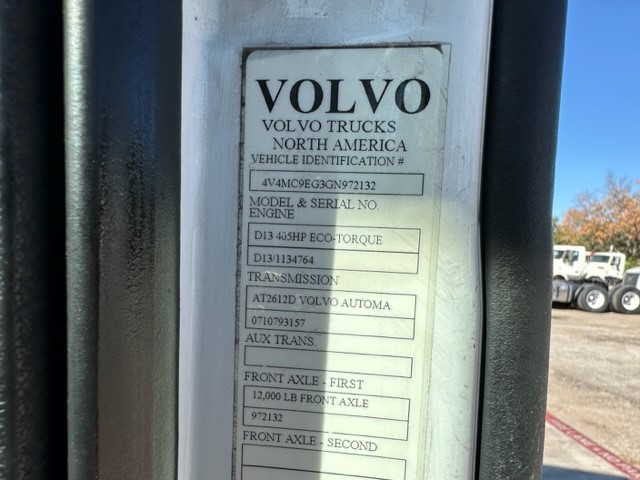 VOLVO
VOLVO TRUCKS
NORTH AMERICA
VEHICLE IDENTIFICATION #
4V4MC9EG3GN972132
MODEL & SERIAL NO.
ENGINE
D13 405HP ECO-TORQUE
D13/1134764
TRANSMISSION
AT2612D VOLVO AUTOMA
0710793157
AUX TRANS.
FRONT AXLE - FIRST
12,000 LB FRONT AXLE
972132
FRONT AXLE - SECOND